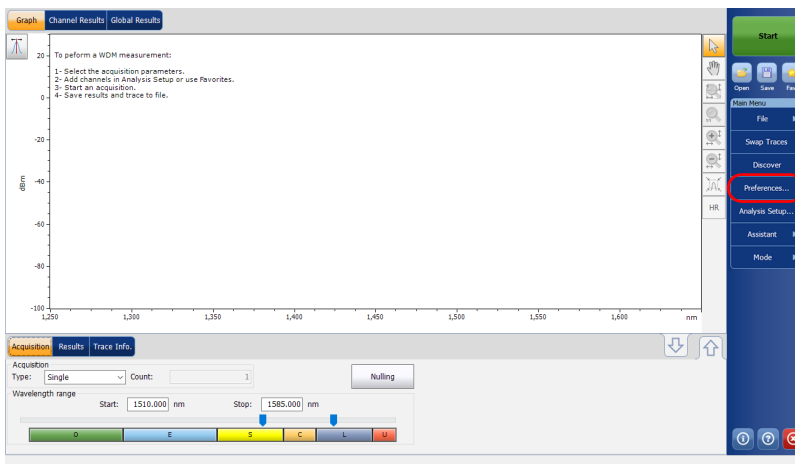 Graph Channel Results Global Results
To peform a WDM measurement:
1- Select the acquisition parameters.
2- Add channels in Analysis Setup or use Favorites.
3- Start an acquisition.
4- Save results and trace to file.
20
0
-20
-40
-60
-80
-100
dBm
1,250 1,300 1,350 1,400 1,450 1,500 1,550 1,600 nm
HR
Start
Open Save Fav
Main Menu
File
Swap Traces
Discover
Preferences...
Analysis Setup...
Assistant
Mode
Acquisition Results Trace Info.
Acquisition
Type: Single Count: 1 Nulling
Wavelength range
Start: 1510.000 nm Stop: 1585.000 nm
O E S C L U